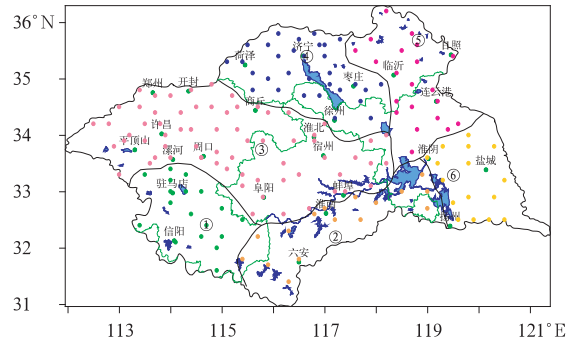 36°N
35
34
33
32
31
113
115
117
119
121°E
菏泽
济宁
④
⑤
日照
临沂
枣庄
连云港
郑州
开封
商丘
徐州
许昌
平顶山
漯河
周口
③
淮北
宿州
淮阴
⑥
盐城
驻马店
阜阳
蚌埠
淮南
扬州
①
信阳
②
六安